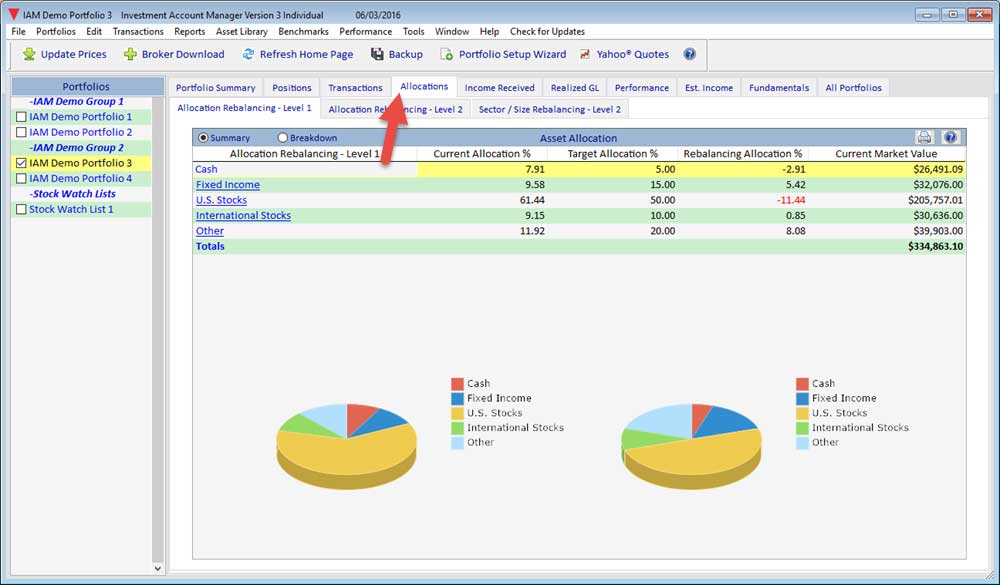 IAM Demo Portfolio 3 Investment Account Manager Version 3 Individual 06/03/2016
File Portfolios Edit Transactions Reports Asset Library Benchmarks Performance Tools Window Help Check for Updates
Update Prices Broker Download Refresh Home Page Backup Portfolio Setup Wizard Yahoo® Quotes ?
Portfolios
-IAM Demo Group 1
IAM Demo Portfolio 1
IAM Demo Portfolio 2
-IAM Demo Group 2
IAM Demo Portfolio 3
IAM Demo Portfolio 4
-Stock Watch Lists
Stock Watch List 1
Portfolio Summary Positions Transactions Allocations Income Received Realized GL Performance Est. Income Fundamentals All Portfolios
Allocation Rebalancing - Level 1 Allocation Rebalancing - Level 2 Sector / Size Rebalancing - Level 2
Summary Breakdown Asset Allocation ?
Allocation Rebalancing - Level 1 Current Allocation % Target Allocation % Rebalancing Allocation % Current Market Value
Cash 7.91 5.00 -2.91 $26,491.09
Fixed Income 9.58 15.00 5.42 $32,076.00
U.S. Stocks 61.44 50.00 -11.44 $205,757.01
International Stocks 9.15 10.00 0.85 $30,636.00
Other 11.92 20.00 8.08 $39,903.00
Totals $334,863.10
Cash
Fixed Income
U.S. Stocks
International Stocks
Other
Cash
Fixed Income
U.S. Stocks
International Stocks
Other